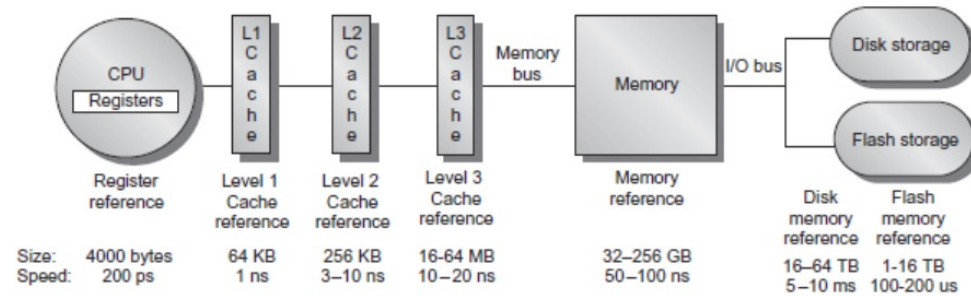 CPU
Registers
L1
C
a
c
h
e
L2
C
a
c
h
e
L3
C
a
c
h
e
Memory
bus
Memory
I/O bus
Disk storage
Flash storage
Register
reference
Level 1
Cache
reference
Level 2
Cache
reference
Level 3
Cache
reference
Memory
reference
Disk
memory
reference
Flash
memory
reference
Size: 4000 bytes 64 KB 256 KB 16-64 MB 32–256 GB 16–64 TB 1-16 TB
Speed: 200 ps 1 ns 3–10 ns 10–20 ns 50–100 ns 5–10 ms 100-200 us